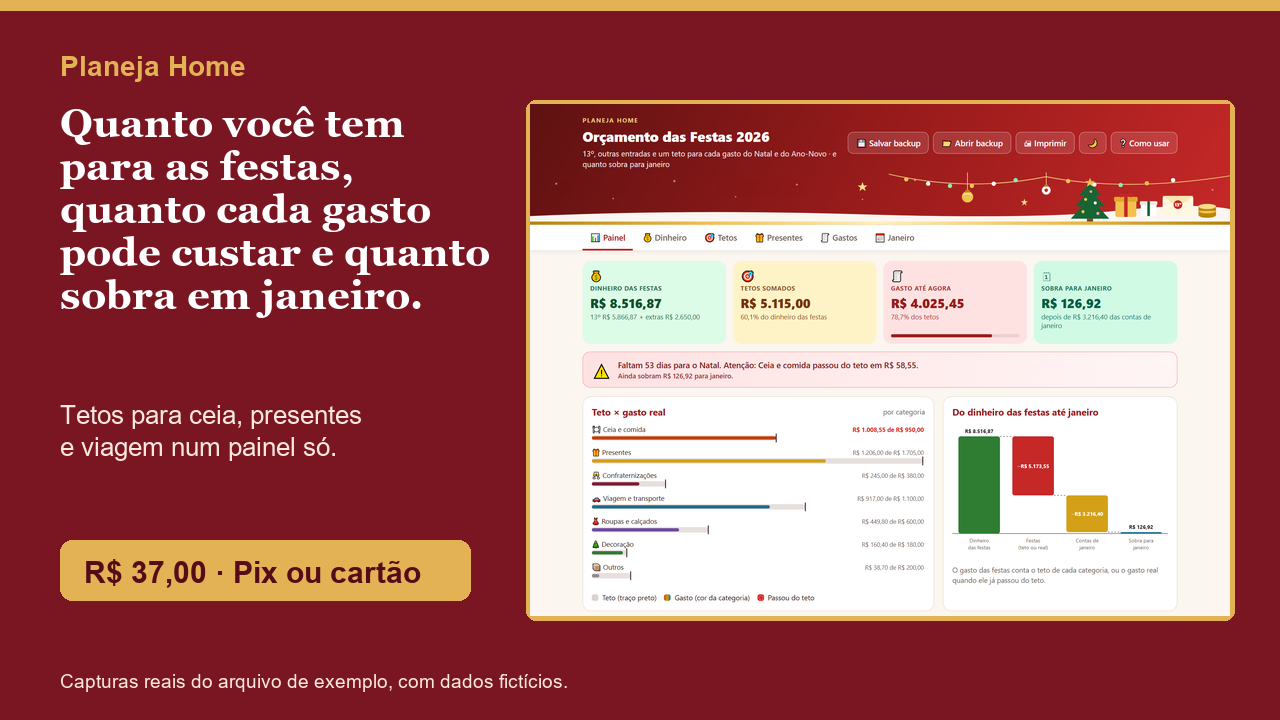 Planeja Home
Quanto você tem
para as festas,
quanto cada gasto
pode custar e quanto
sobra em janeiro.
Tetos para ceia, presentes
e viagem num painel só.
R$ 37,00 · Pix ou cartão
Capturas reais do arquivo de exemplo, com dados fictícios.
PLANEJA HOME
Orçamento das Festas 2026
13º, outras entradas e um teto para cada gasto do Natal e do Ano-Novo · e
quanto sobra para janeiro
Salvar backup
Abrir backup
Imprimir
? Como usar
Painel
Dinheiro
Tetos
Presentes
Gastos
Janeiro
DINHEIRO DAS FESTAS
R$ 8.516,87
13º R$ 5.866,87 + extras R$ 2.650,00
TETOS SOMADOS
R$ 5.115,00
60,1% do dinheiro das festas
GASTO ATÉ AGORA
R$ 4.025,45
78,7% dos tetos
SOBRA PARA JANEIRO
R$ 126,92
depois de R$ 3.216,40 das contas de
janeiro
Faltam 53 dias para o Natal. Atenção: Ceia e comida passou do teto em R$ 58,55.
Ainda sobram R$ 126,92 para janeiro.
Teto × gasto real
por categoria
Ceia e comida
R$ 1.008,55 de R$ 950,00
Presentes
R$ 1.206,00 de R$ 1.705,00
Confraternizações
R$ 245,00 de R$ 380,00
Viagem e transporte
R$ 917,00 de R$ 1.100,00
Roupas e calçados
R$ 449,80 de R$ 600,00
Decoração
R$ 160,40 de R$ 180,00
Outros
R$ 38,70 de R$ 200,00
Teto (traço preto)
Gasto (cor da categoria)
Passou do teto
Do dinheiro das festas até janeiro
R$ 8.516,87
−R$ 5.173,55
−R$ 3.216,40
R$ 126,92
Dinheiro
das festas
Festas
(teto ou real)
Contas de
janeiro
Sobra para
janeiro
O gasto das festas conta o teto de cada categoria, ou o gasto real
quando ele já passou do teto.